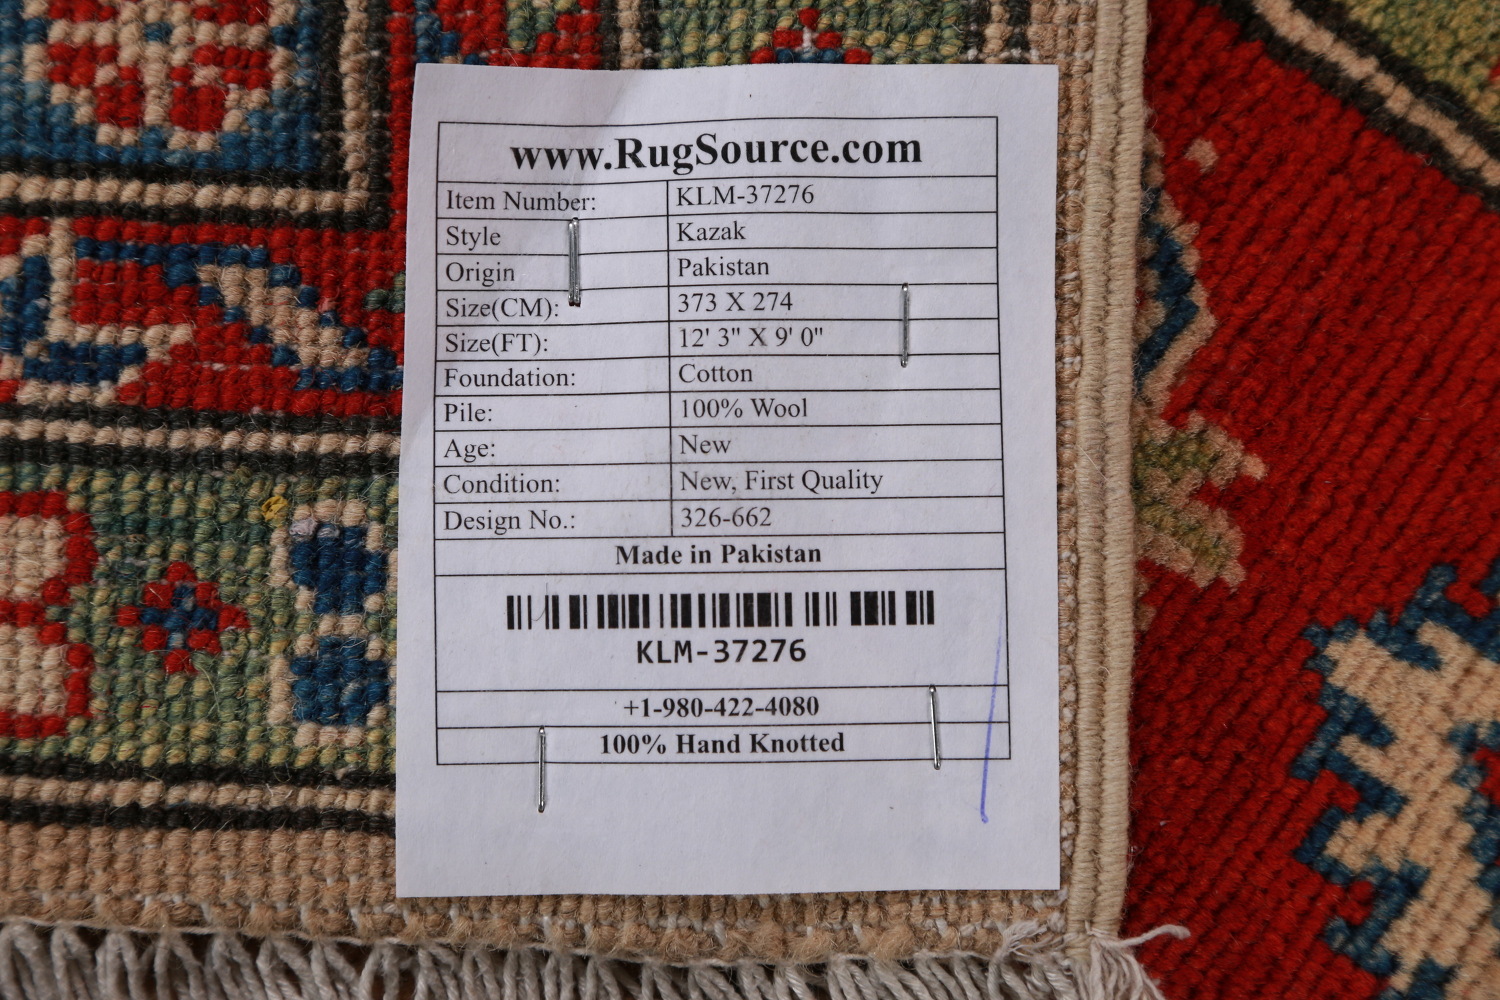 www.RugSource.com
Item Number: KLM-37276
Style Kazak
Origin Pakistan
Size(CM): 373 X 274
Size(FT): 12' 3" X 9' 0"
Foundation: Cotton
Pile: 100% Wool
Age: New
Condition: New, First Quality
Design No.: 326-662
Made in Pakistan
KLM-37276
+1-980-422-4080
100% Hand Knotted